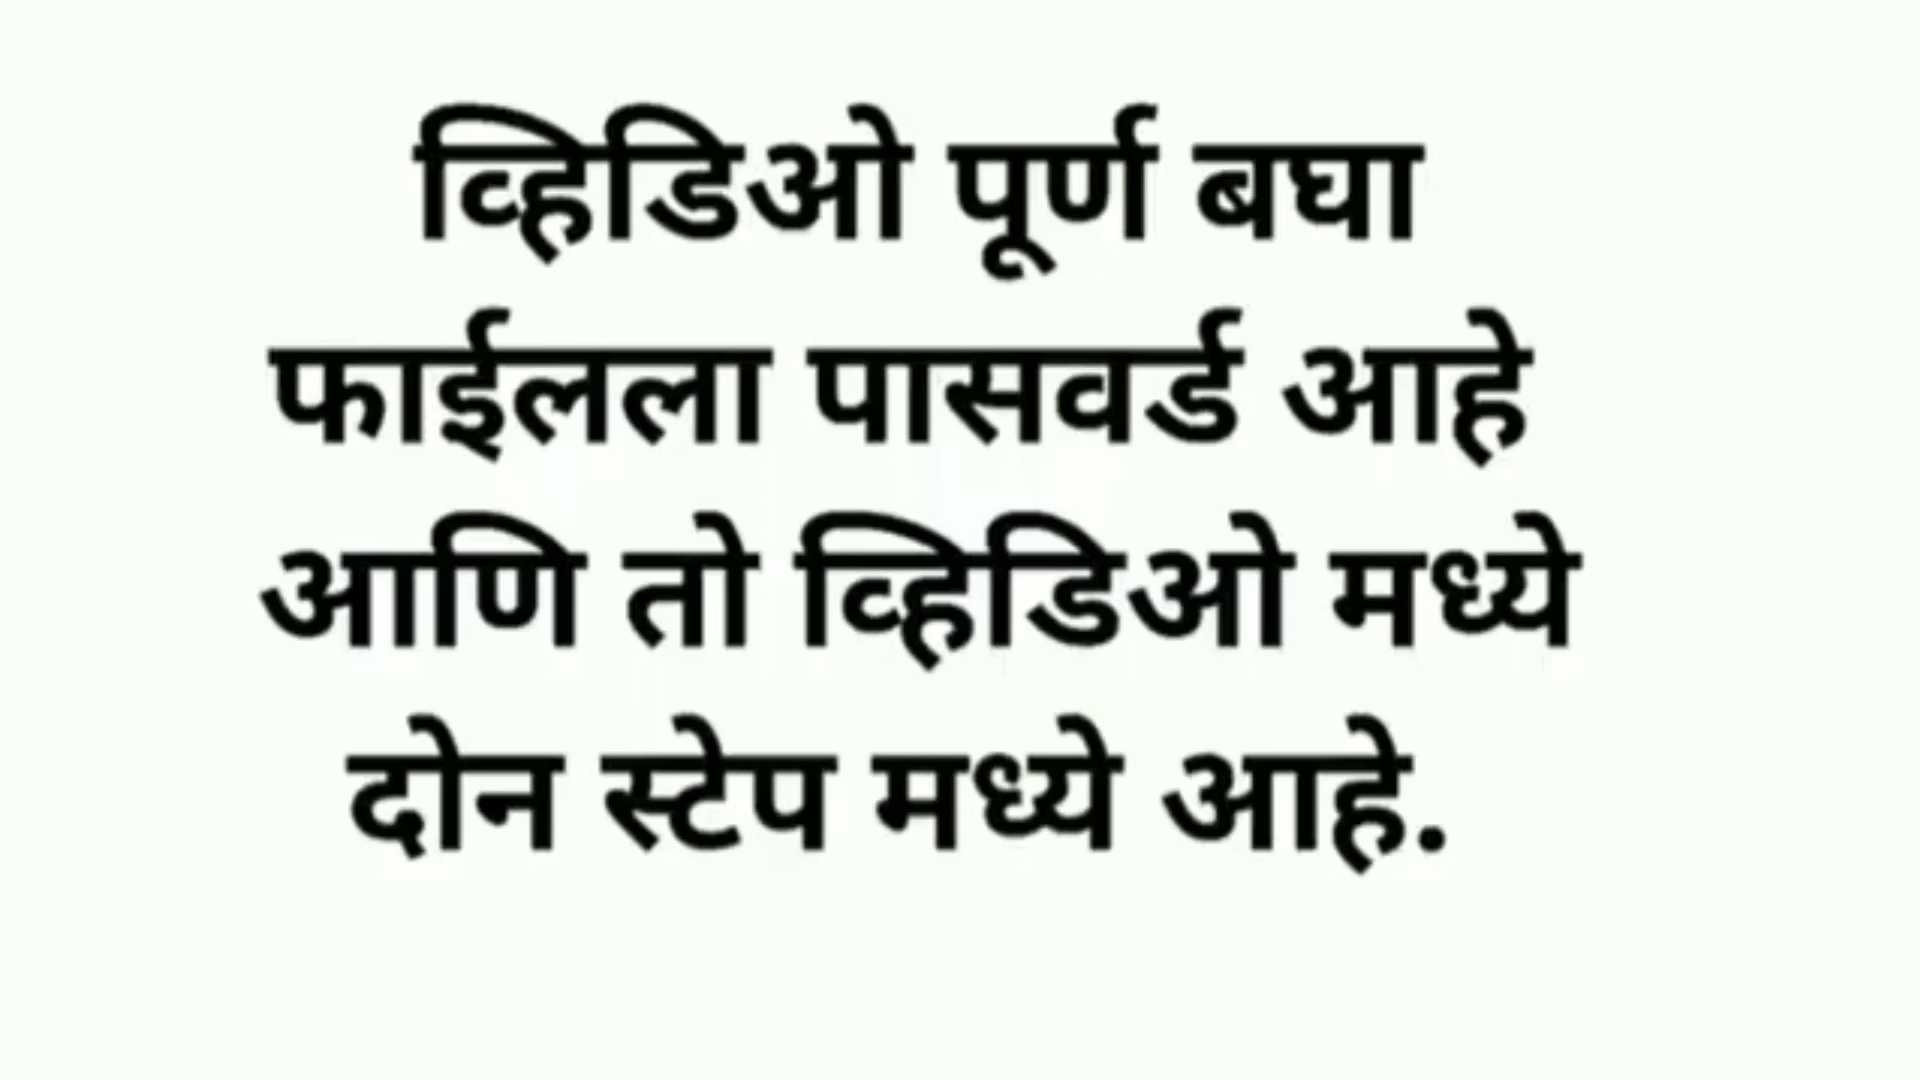 व्हिडिओ पूर्ण बघा
फाईलला पासवर्ड आहे
आणि तो व्हिडिओ मध्ये
दोन स्टेप मध्ये आहे.